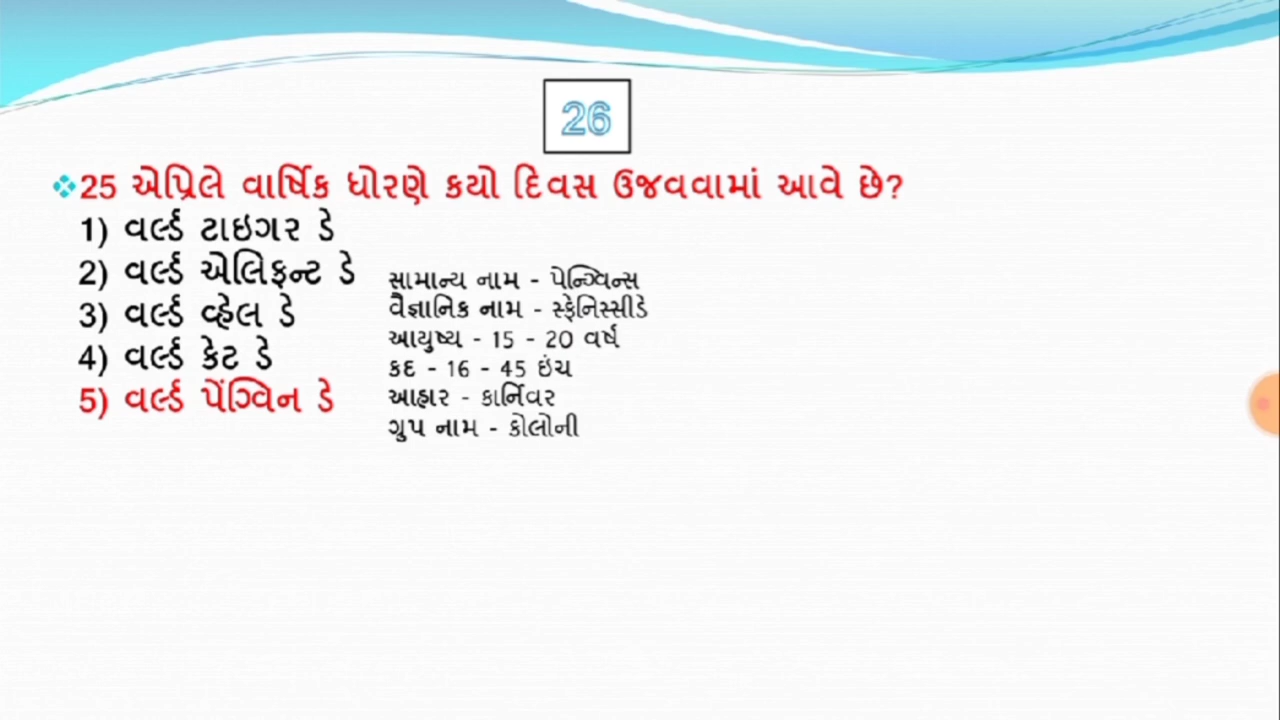 26
25 એપ્રિલે વાર્ષિક ધોરણે કયો દિવસ ઉજવવામાં આવે છે?
1) વર્લ્ડ ટાઇગર ડે
2) વર્લ્ડ એલિફન્ટ ડે
3) વર્લ્ડ વ્હેલ ડે
4) વર્લ્ડ કેટ ડે
5) વર્લ્ડ પેંગ્વિન ડે
સામાન્ય નામ - પેન્ગ્વિન્સ
વૈજ્ઞાનિક નામ - સ્ફેનિસ્સીડે
આયુષ્ય - 15 - 20 વર્ષ
કદ - 16 - 45 ઇંચ
આહાર - કાર્નિવર
ગ્રુપ નામ - કોલોની